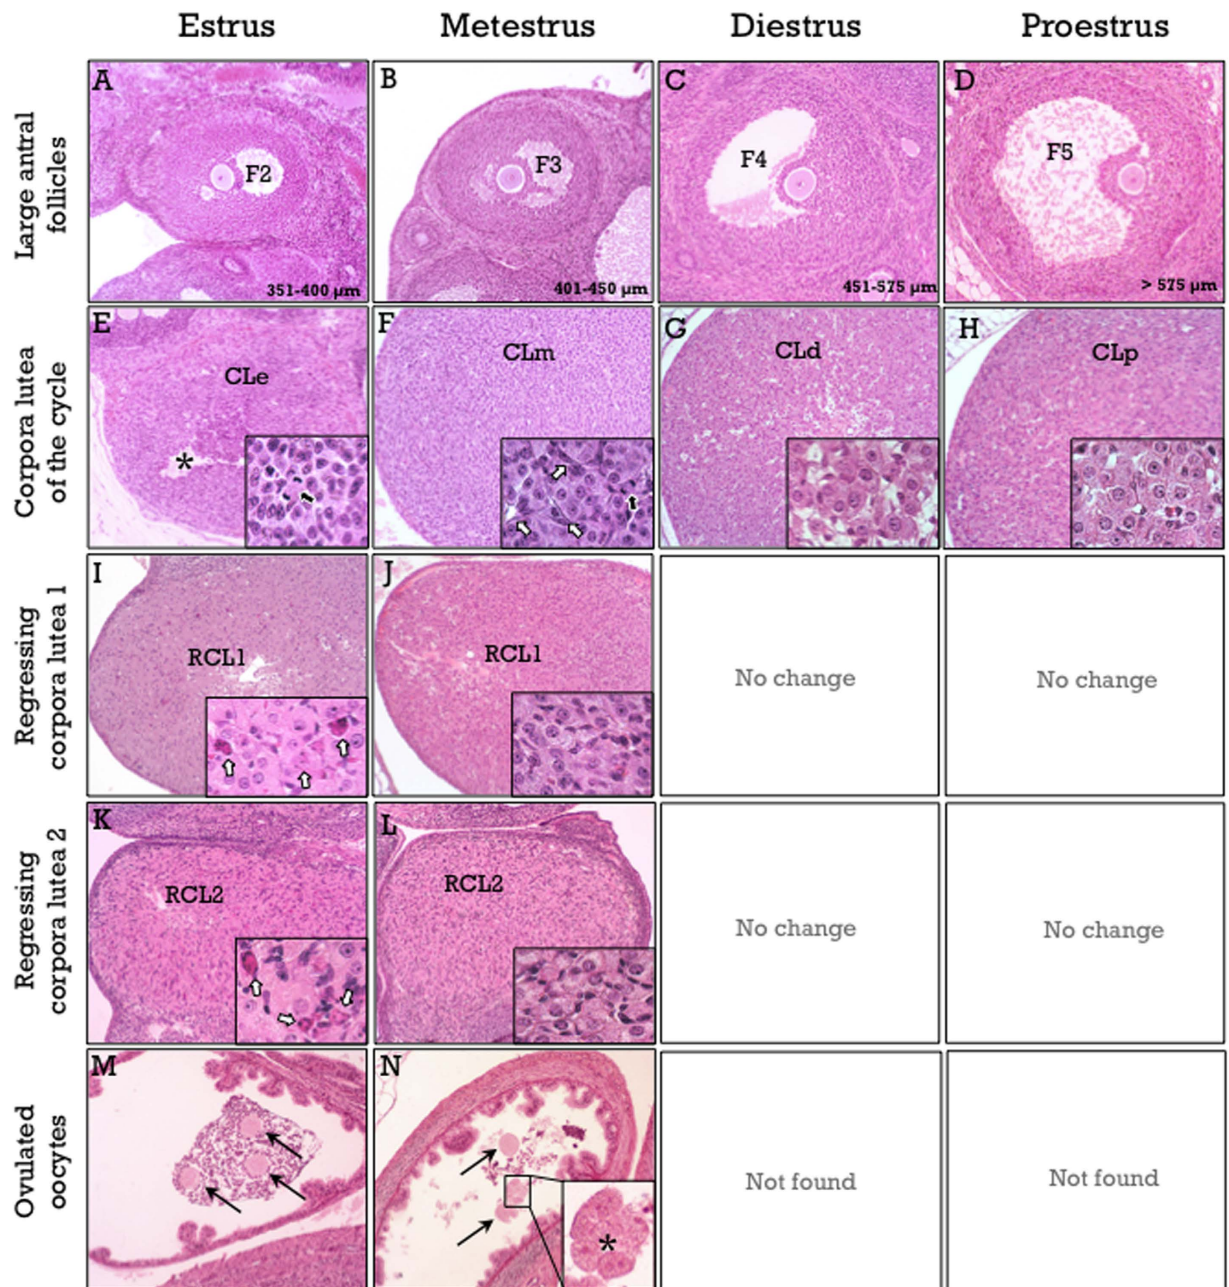 Estrus
Metestrus
Diestrus
Proestrus
Large antral
follicles
A
F2
351-400 µm
B
F3
401-450 µm
C
F4
451-575 µm
D
F5
> 575 µm
Corpora lutea
of the cycle
E
CLe
*
F
CLm
G
CLd
H
CLp
Regressing
corpora lutea 1
I
RCL1
J
RCL1
No change
No change
Regressing
corpora lutea 2
K
RCL2
L
RCL2
No change
No change
Ovulated
oocytes
M
N
*
Not found
Not found